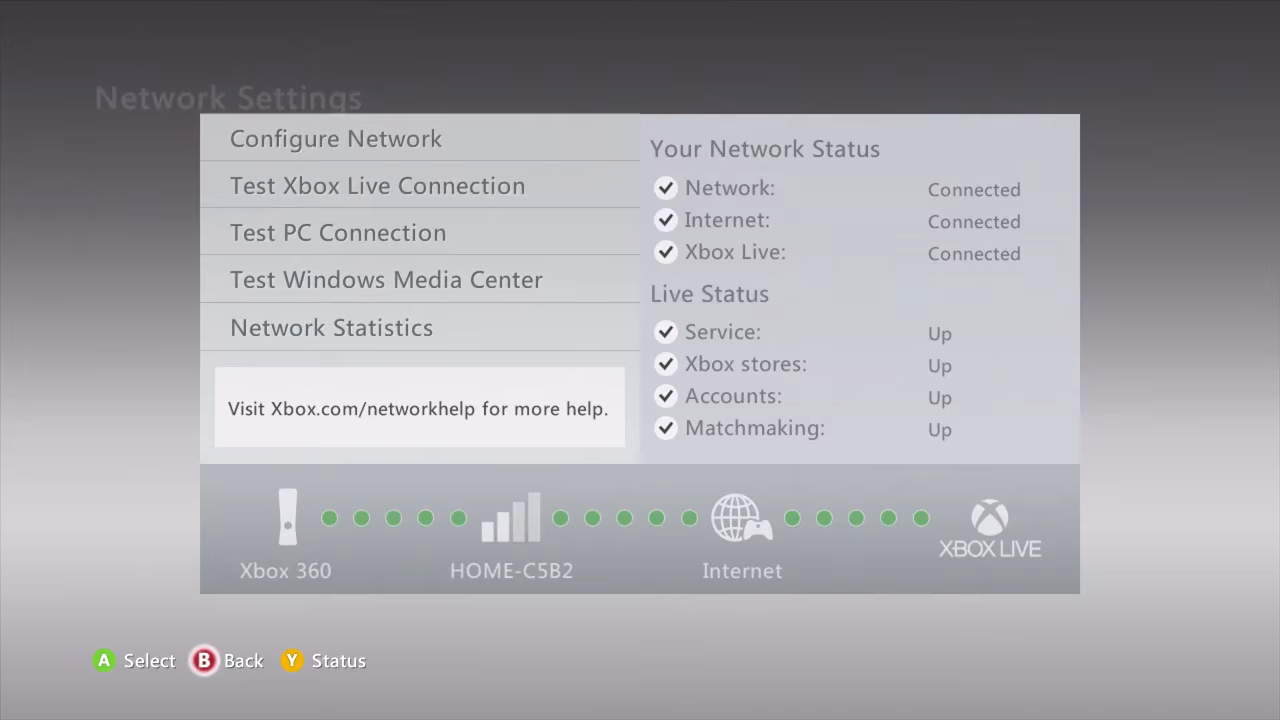 Network Settings
Configure Network
Test Xbox Live Connection
Test PC Connection
Test Windows Media Center
Network Statistics
Visit Xbox.com/networkhelp for more help.
Your Network Status
Network: Connected
Internet: Connected
Xbox Live: Connected
Live Status
Service: Up
Xbox stores: Up
Accounts: Up
Matchmaking: Up
XBOX LIVE
Xbox 360 HOME-C5B2 Internet
A Select B Back Y Status